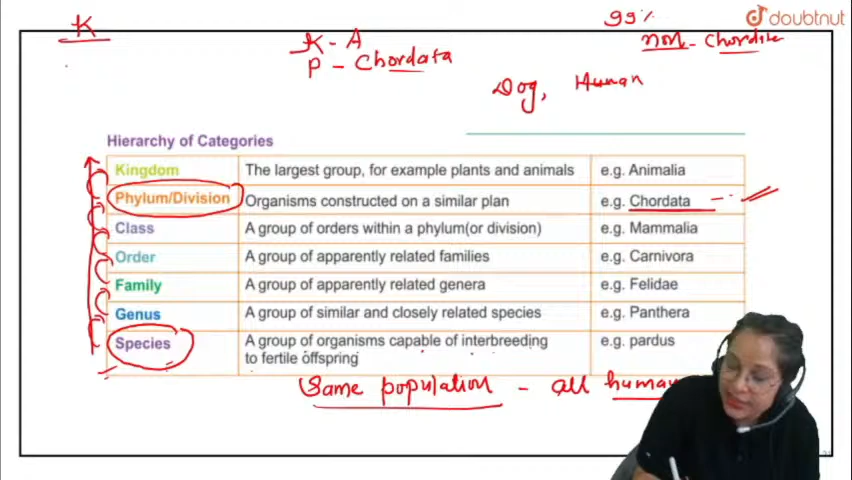 K
K - A
P - Chordata
99%
non - Chordate
doubtnut
Dog, Human
Hierarchy of Categories
Kingdom The largest group, for example plants and animals e.g. Animalia
Phylum/Division Organisms constructed on a similar plan e.g. Chordata
Class A group of orders within a phylum(or division) e.g. Mammalia
Order A group of apparently related families e.g. Carnivora
Family A group of apparently related genera e.g. Felidae
Genus A group of similar and closely related species e.g. Panthera
Species A group of organisms capable of interbreeding e.g. pardus
to fertile offspring
Same population - all human